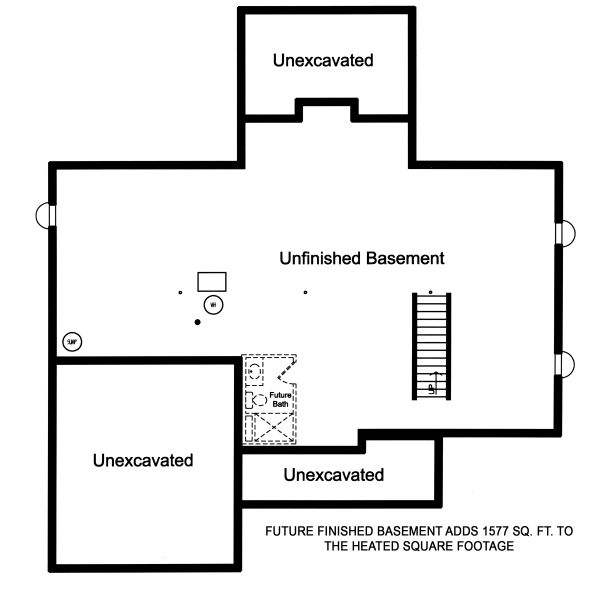 Unexcavated
Unfinished Basement
WH
SUMP
UP
Future
Bath
Unexcavated
Unexcavated
FUTURE FINISHED BASEMENT ADDS 1577 SQ. FT. TO
THE HEATED SQUARE FOOTAGE